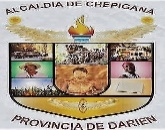 ALCALDIA DE CHEPIGANA
PROVINCIA DE DARIEN